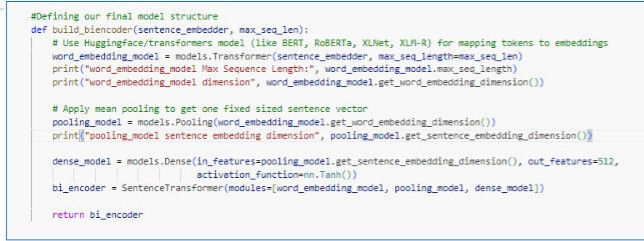 #Defining our final model structure
def build_biencoder(sentence_embedder, max_seq_len):
    # Use Huggingface/transformers model (like BERT, RoBERTa, XLNet, XLM-R) for mapping tokens to embeddings
    word_embedding_model = models.Transformer(sentence_embedder, max_seq_length=max_seq_len)
    print("word_embedding_model Max Sequence Length:", word_embedding_model.max_seq_length)
    print("word_embedding_model dimension", word_embedding_model.get_word_embedding_dimension())
    # Apply mean pooling to get one fixed sized sentence vector
    pooling_model = models.Pooling(word_embedding_model.get_word_embedding_dimension())
    print("pooling_model sentence embedding dimension", pooling_model.get_sentence_embedding_dimension())
    dense_model = models.Dense(in_features=pooling_model.get_sentence_embedding_dimension(), out_features=512,
                               activation_function=nn.Tanh())
    bi_encoder = SentenceTransformer(modules=[word_embedding_model, pooling_model, dense_model])
    return bi_encoder